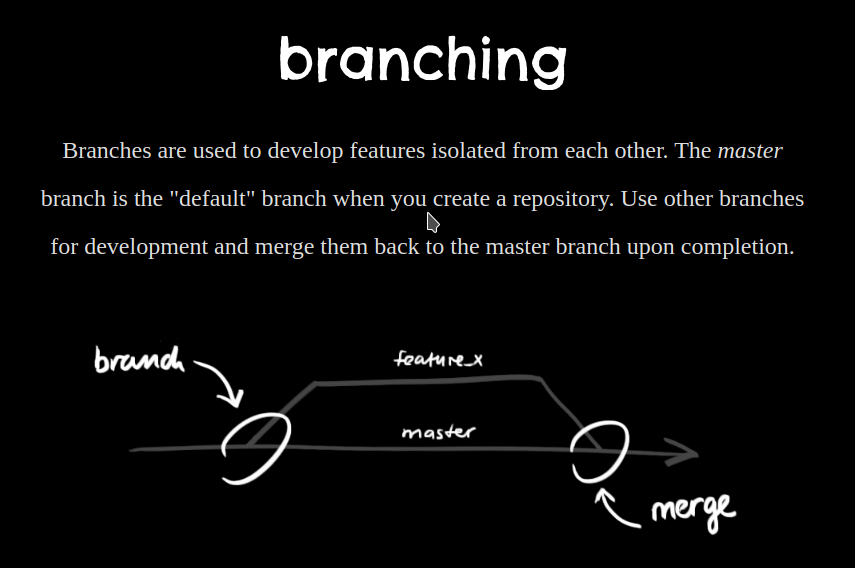 branching
Branches are used to develop features isolated from each other. The master
branch is the "default" branch when you create a repository. Use other branches
for development and merge them back to the master branch upon completion.
branch
feature_x
master
merge